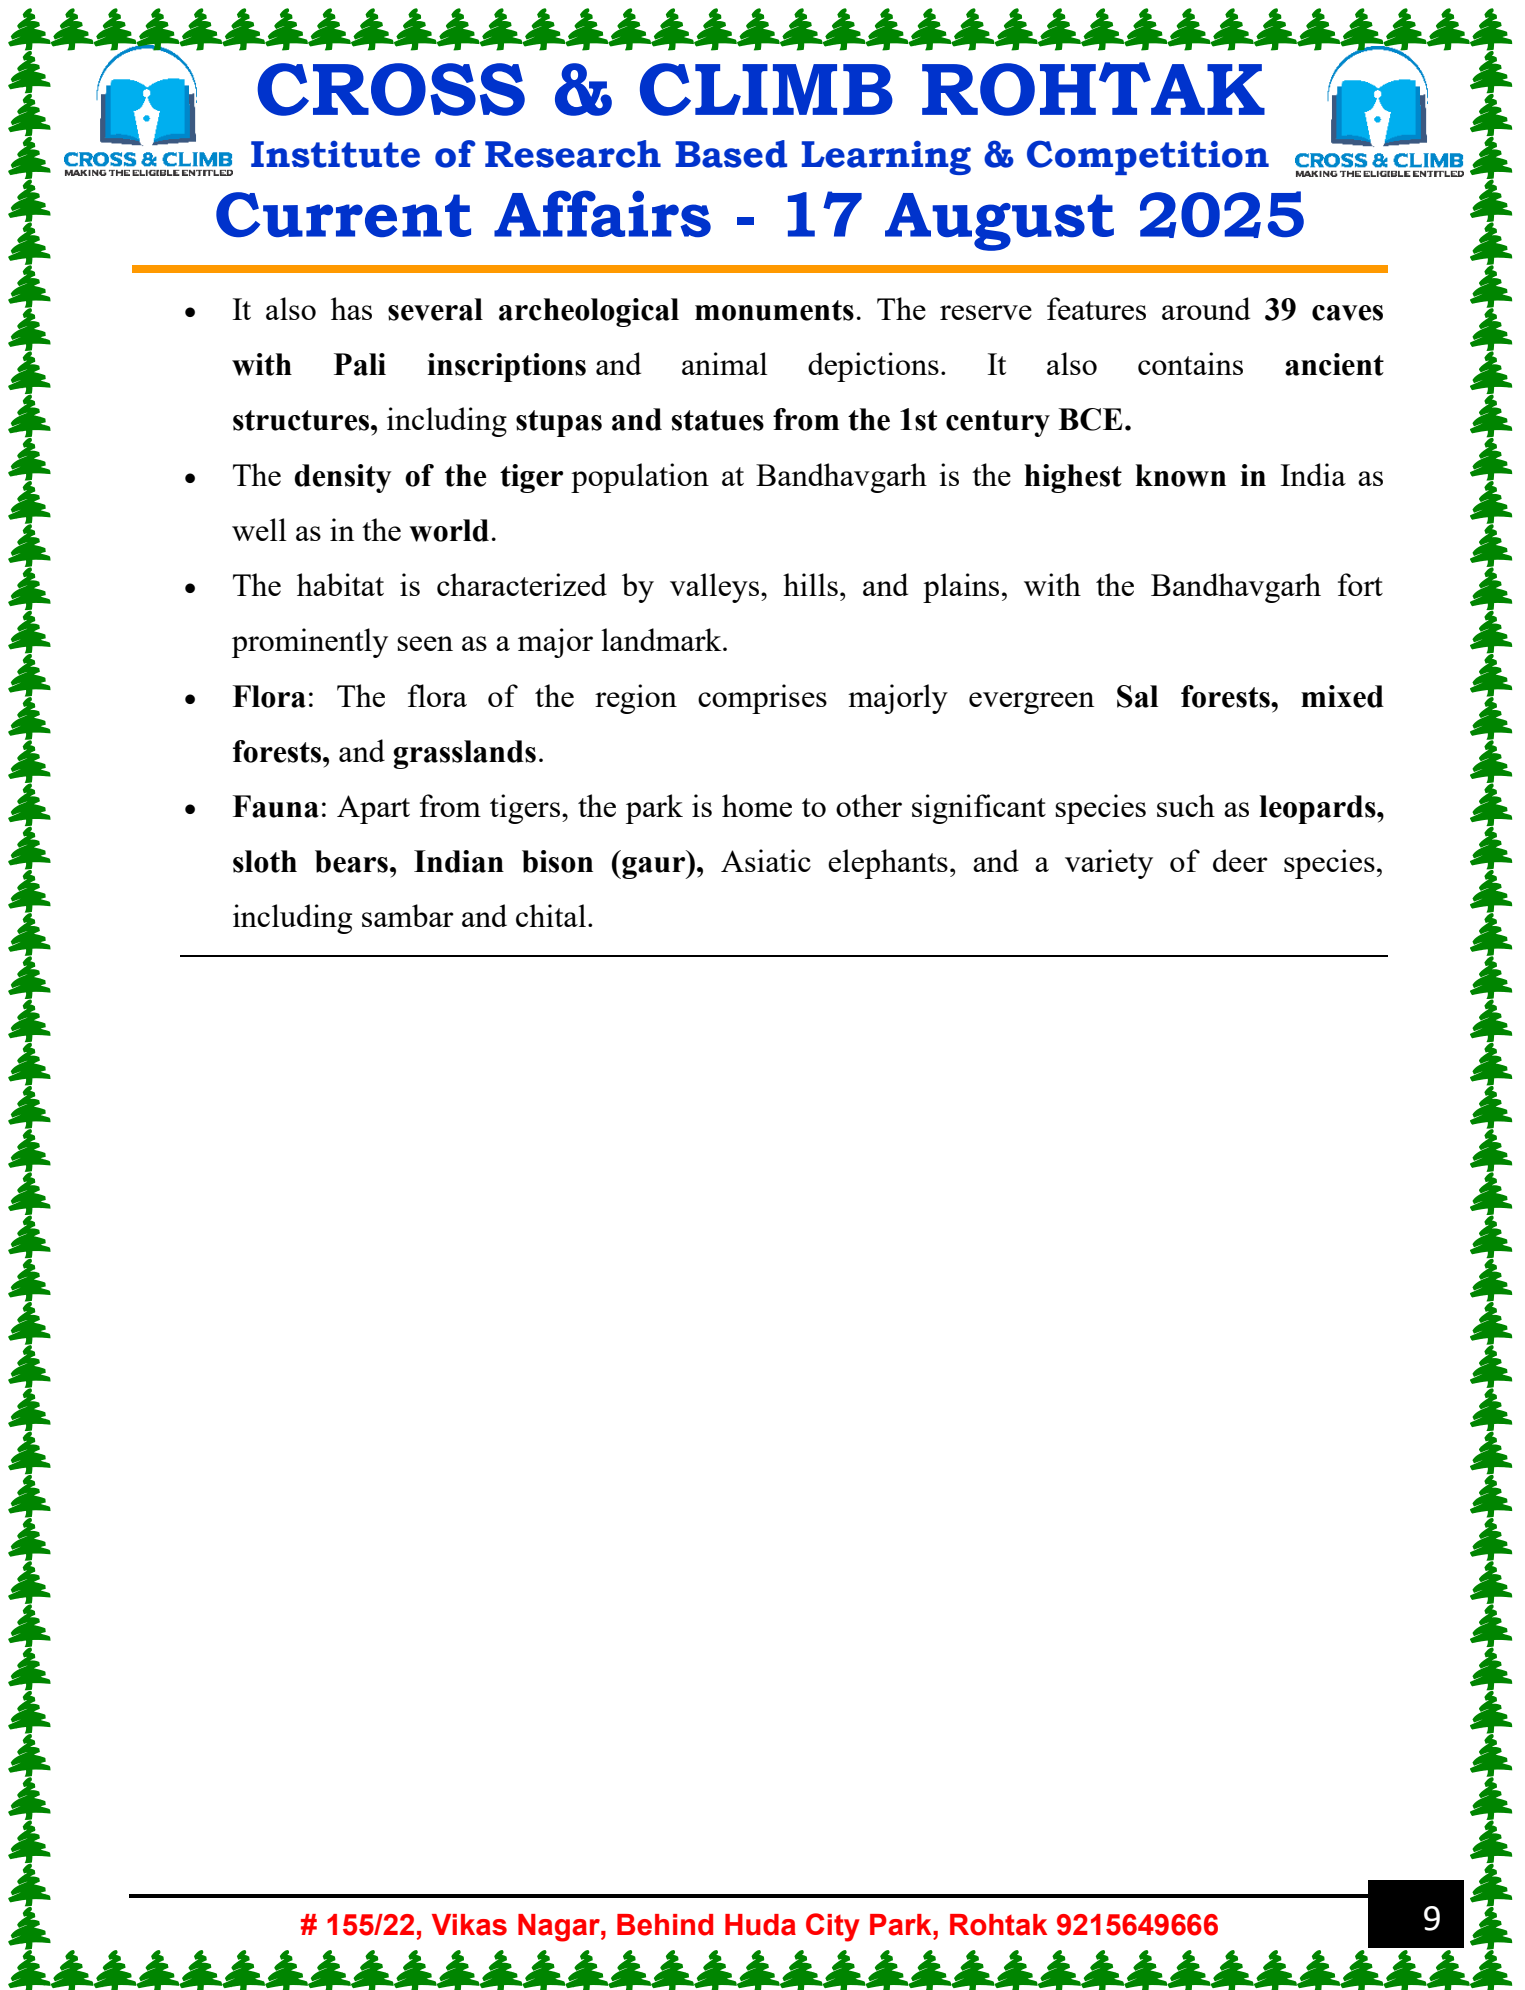 CROSS & CLIMB ROHTAK
CROSS & CLIMB
MAKING THE ELIGIBLE ENTITLED
Institute of Research Based Learning & Competition
CROSS & CLIMB
MAKING THE ELIGIBLE ENTITLED
Current Affairs - 17 August 2025
• It also has several archeological monuments. The reserve features around 39 caves
with Pali inscriptions and animal depictions. It also contains ancient
structures, including stupas and statues from the 1st century BCE.
• The density of the tiger population at Bandhavgarh is the highest known in India as
well as in the world.
• The habitat is characterized by valleys, hills, and plains, with the Bandhavgarh fort
prominently seen as a major landmark.
• Flora: The flora of the region comprises majorly evergreen Sal forests, mixed
forests, and grasslands.
• Fauna: Apart from tigers, the park is home to other significant species such as leopards,
sloth bears, Indian bison (gaur), Asiatic elephants, and a variety of deer species,
including sambar and chital.
# 155/22, Vikas Nagar, Behind Huda City Park, Rohtak 9215649666
9